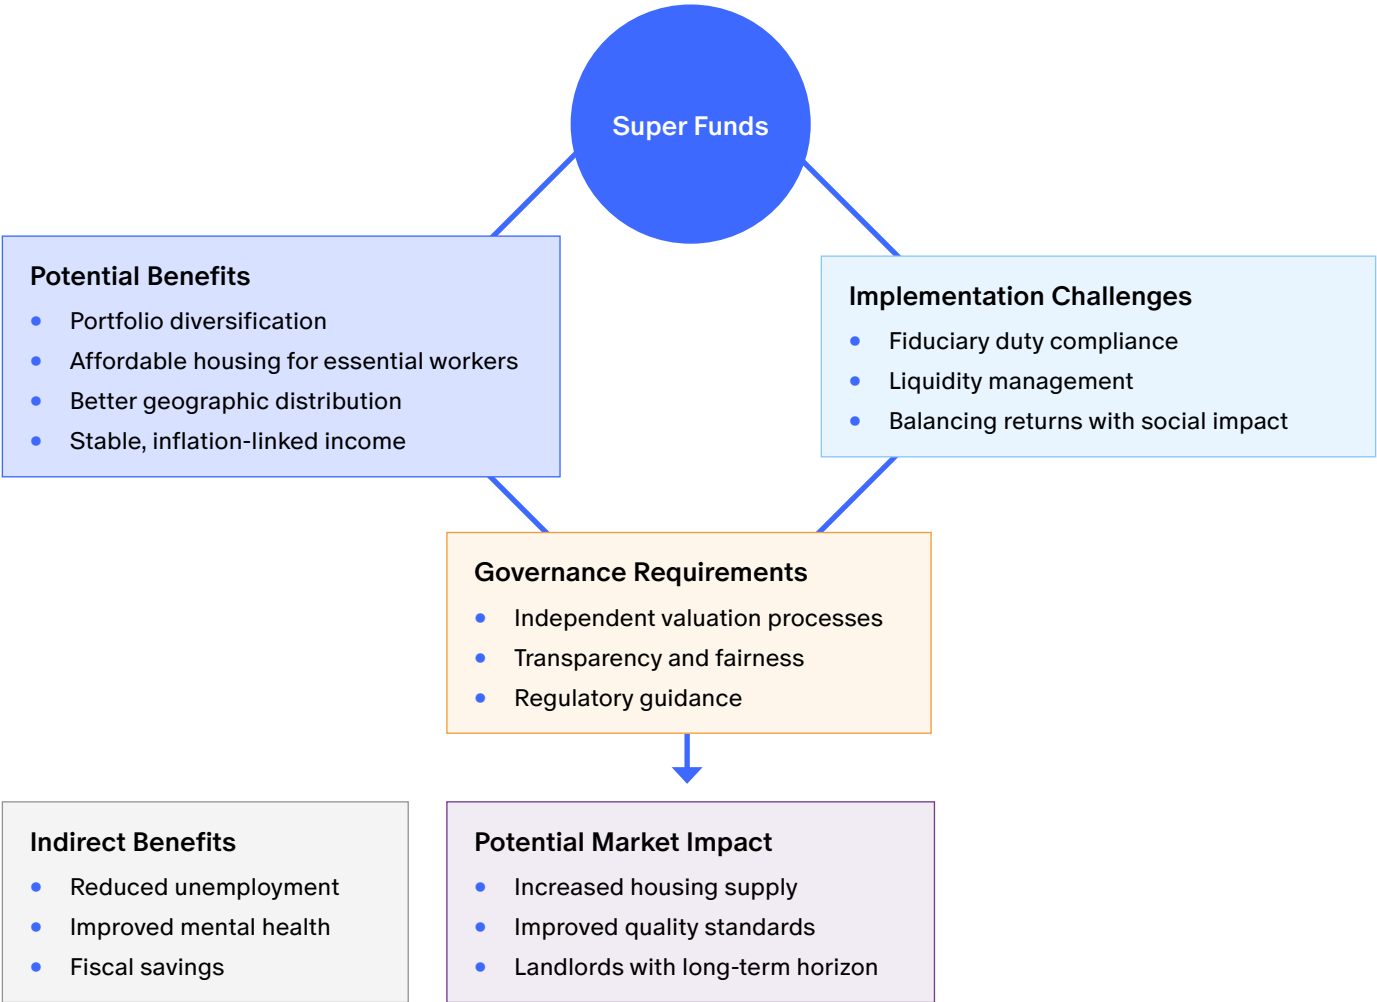 Super Funds
Potential Benefits
Portfolio diversification
Affordable housing for essential workers
Better geographic distribution
Stable, inflation-linked income
Implementation Challenges
Fiduciary duty compliance
Liquidity management
Balancing returns with social impact
Governance Requirements
Independent valuation processes
Transparency and fairness
Regulatory guidance
Indirect Benefits
Reduced unemployment
Improved mental health
Fiscal savings
Potential Market Impact
Increased housing supply
Improved quality standards
Landlords with long-term horizon